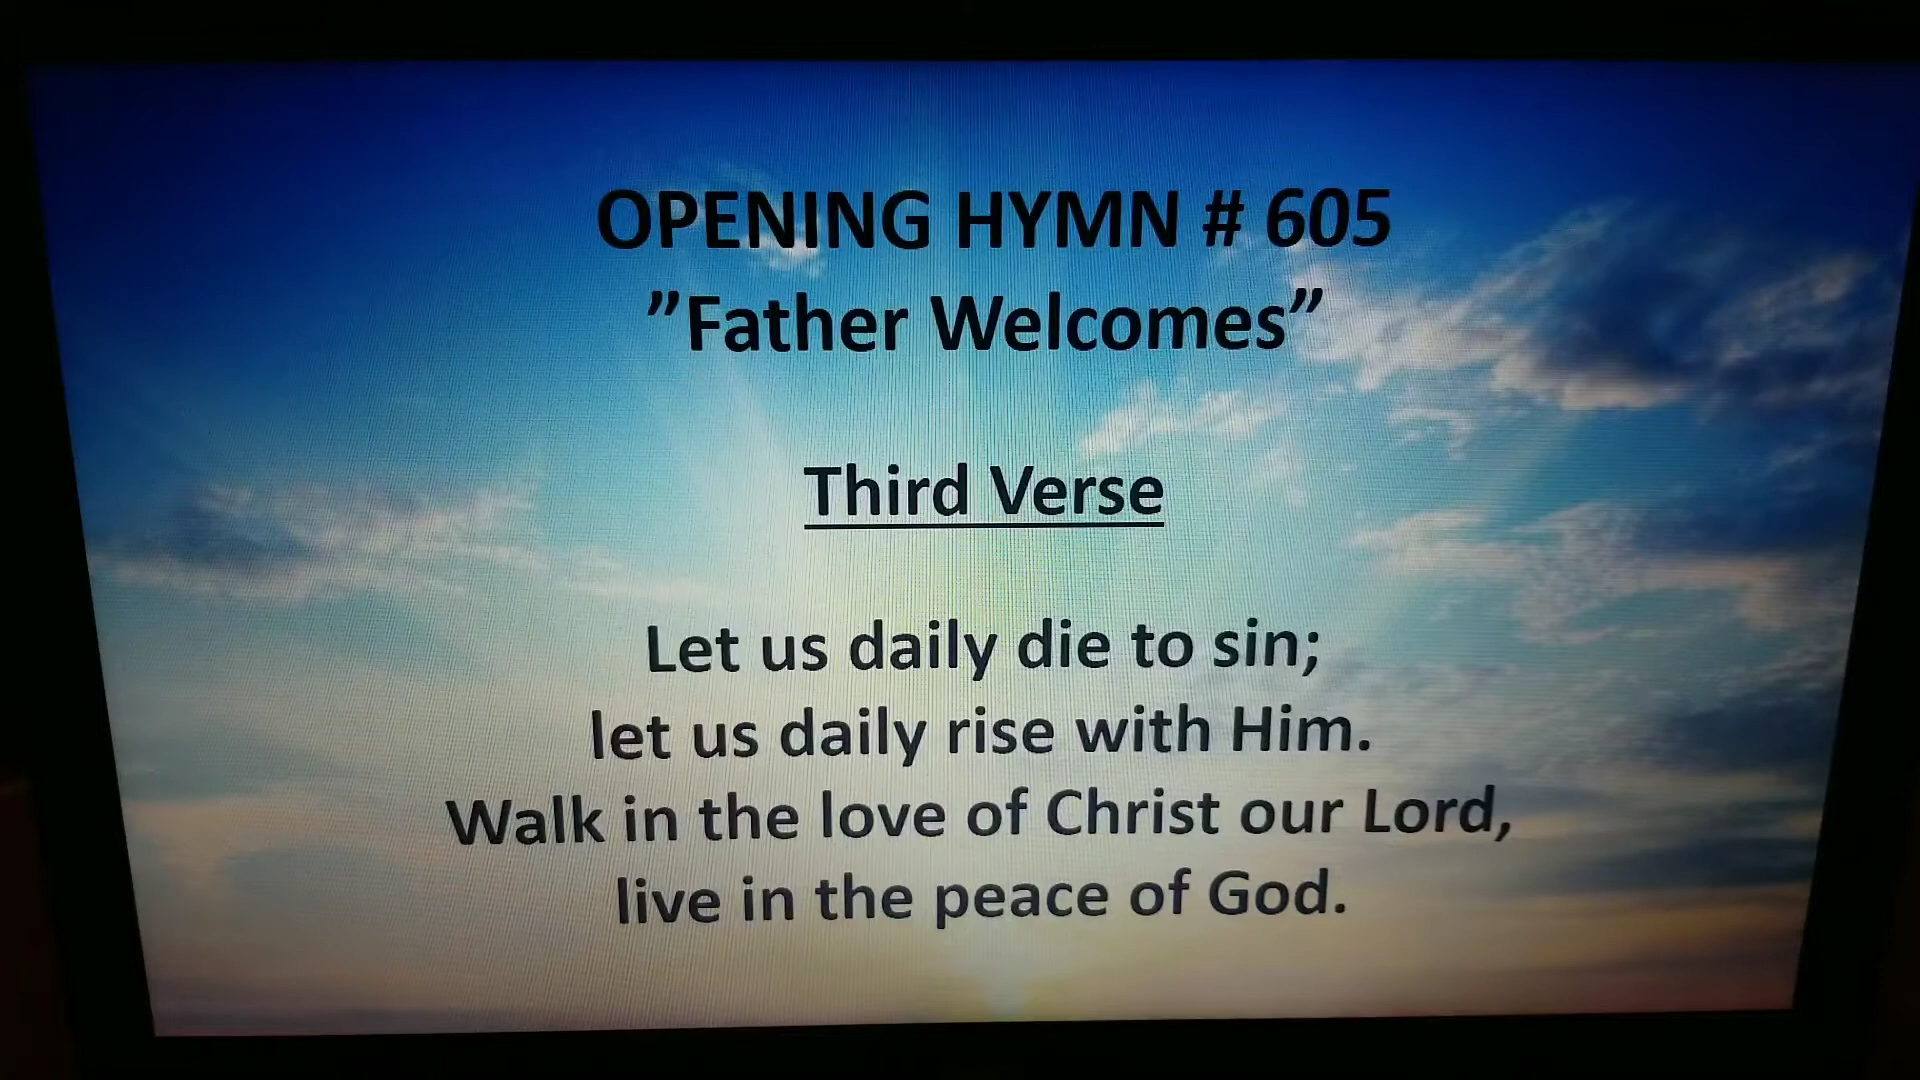 OPENING HYMN # 605
”Father Welcomes”
Third Verse
Let us daily die to sin;
let us daily rise with Him.
Walk in the love of Christ our Lord,
live in the peace of God.